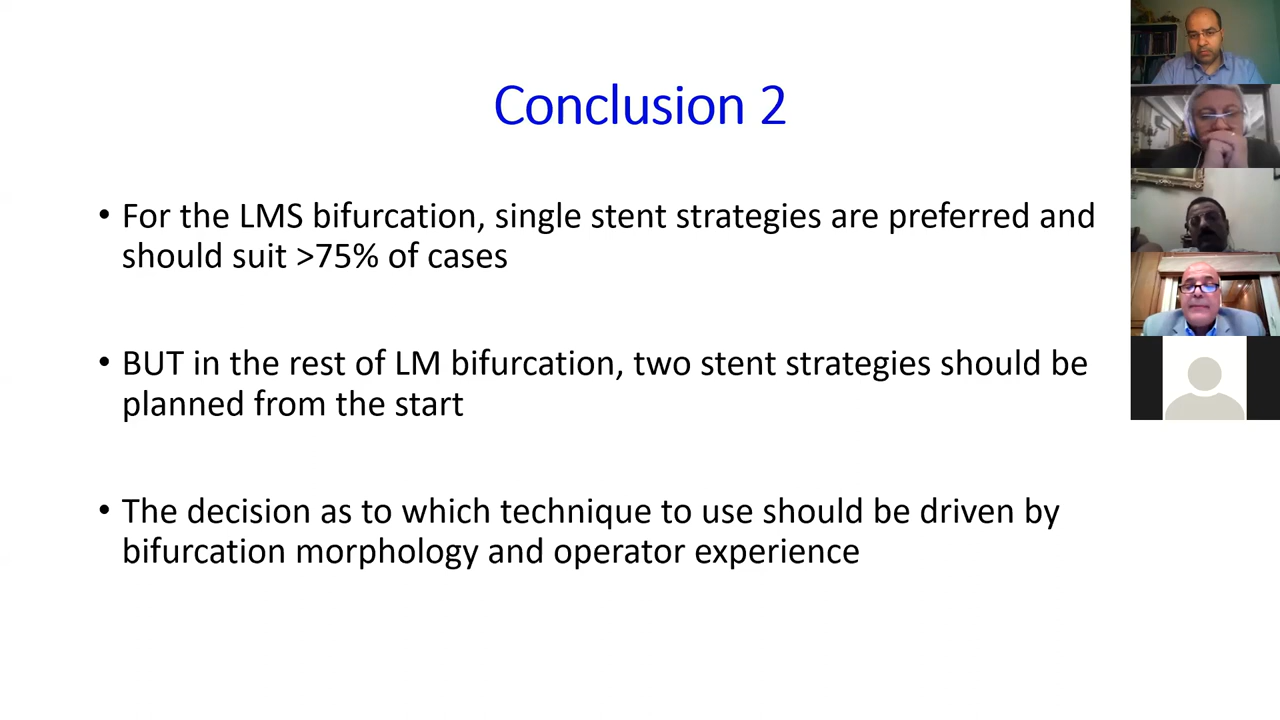 Conclusion 2
• For the LMS bifurcation, single stent strategies are preferred and
should suit >75% of cases
• BUT in the rest of LM bifurcation, two stent strategies should be
planned from the start
• The decision as to which technique to use should be driven by
bifurcation morphology and operator experience